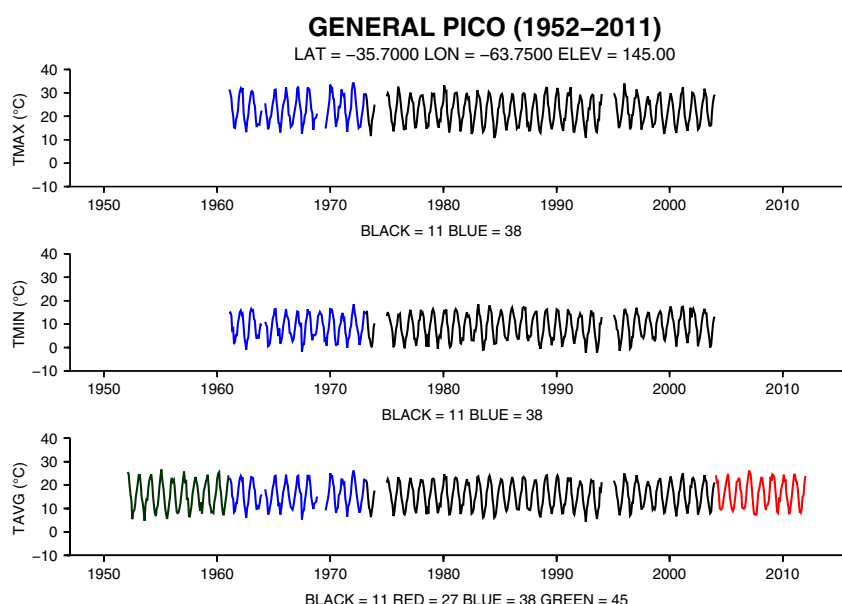 GENERAL PICO (1952−2011)
LAT = −35.7000 LON = −63.7500 ELEV = 145.00
TMAX (°C)
40
30
20
10
0
−10
1950 1960 1970 1980 1990 2000 2010
BLACK = 11 BLUE = 38
TMIN (°C)
40
30
20
10
0
−10
1950 1960 1970 1980 1990 2000 2010
BLACK = 11 BLUE = 38
TAVG (°C)
40
30
20
10
0
−10
1950 1960 1970 1980 1990 2000 2010
BLACK = 11 RED = 27 BLUE = 38 GREEN = 45